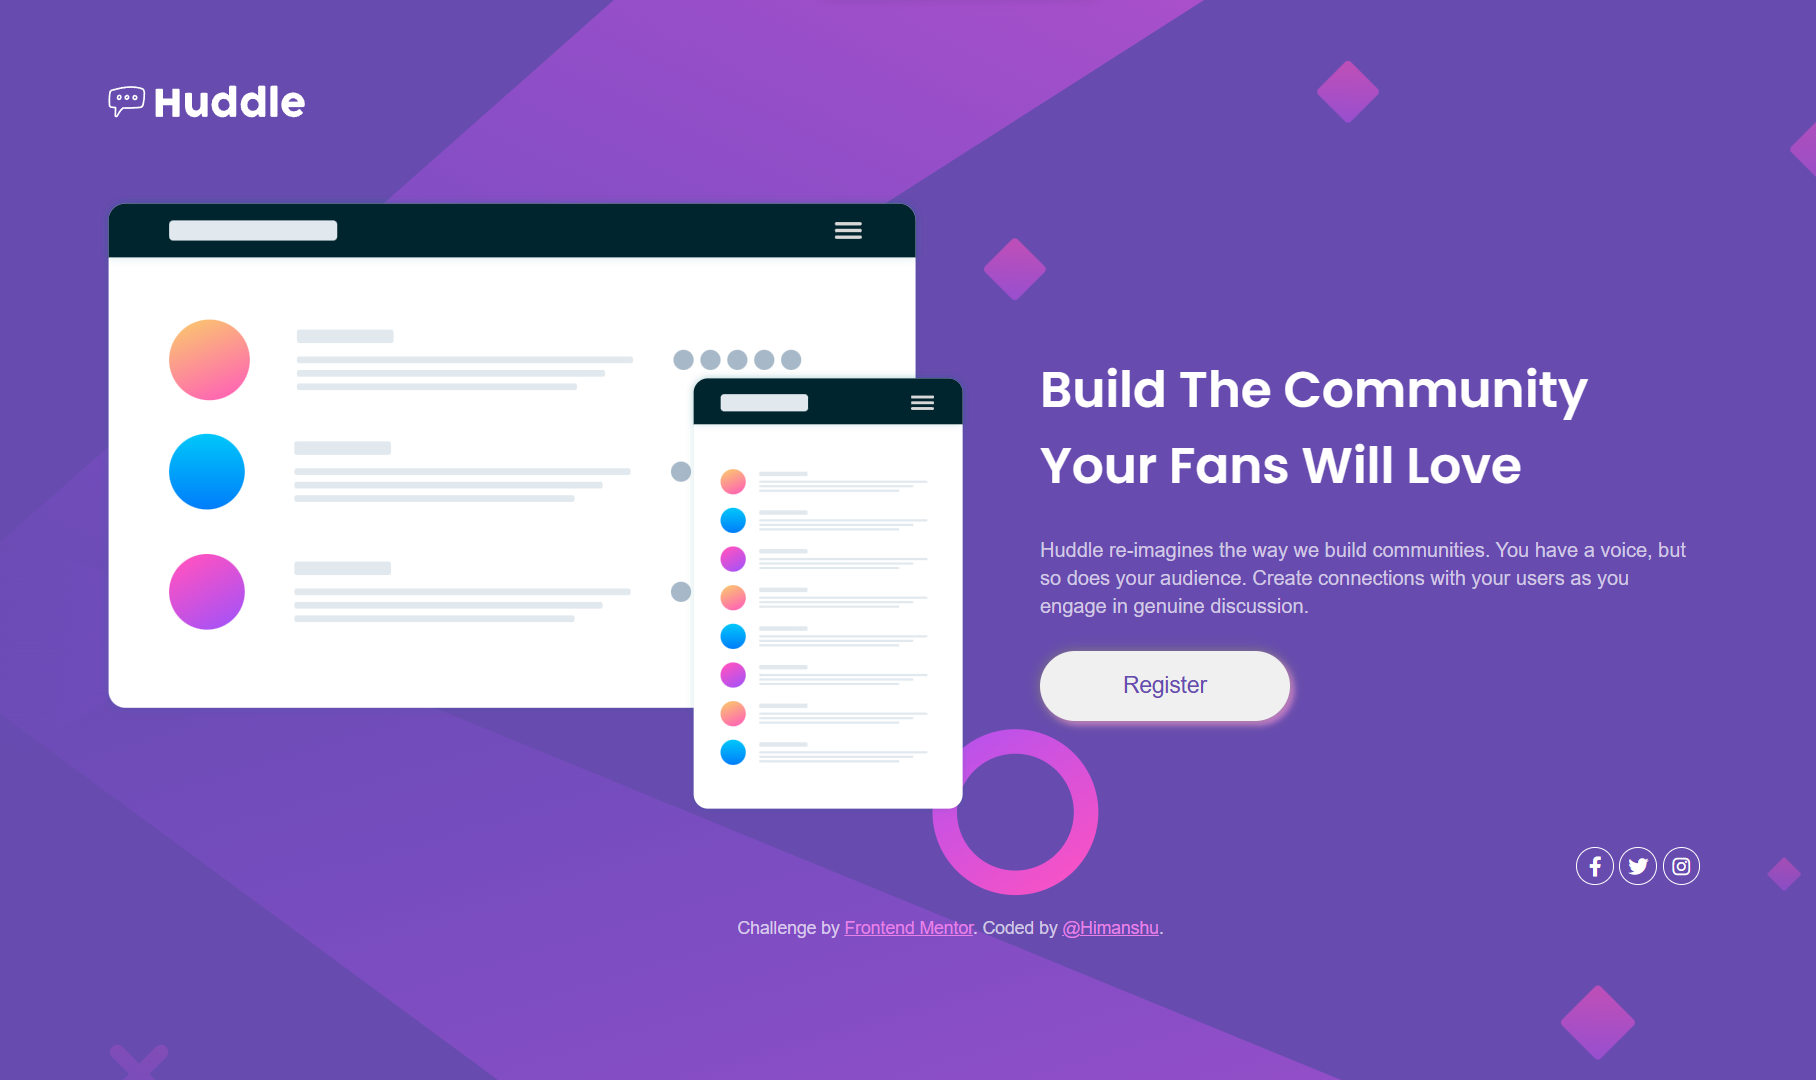 Huddle
Build The Community
Your Fans Will Love
Huddle re-imagines the way we build communities. You have a voice, but
so does your audience. Create connections with your users as you
engage in genuine discussion.
Register
Challenge by Frontend Mentor. Coded by @Himanshu.